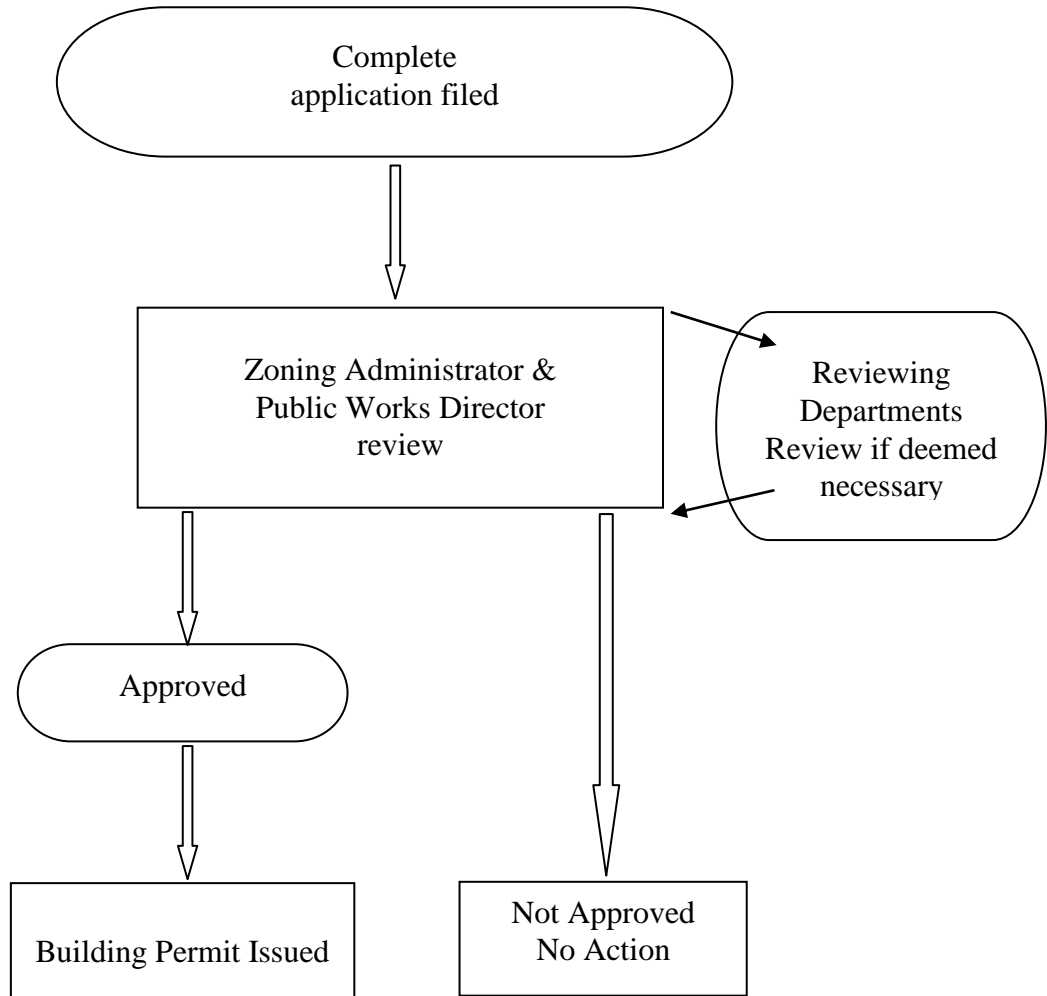 Complete
application filed
Zoning Administrator &
Public Works Director
review
Reviewing
Departments
Review if deemed
necessary
Approved
Building Permit Issued
Not Approved
No Action